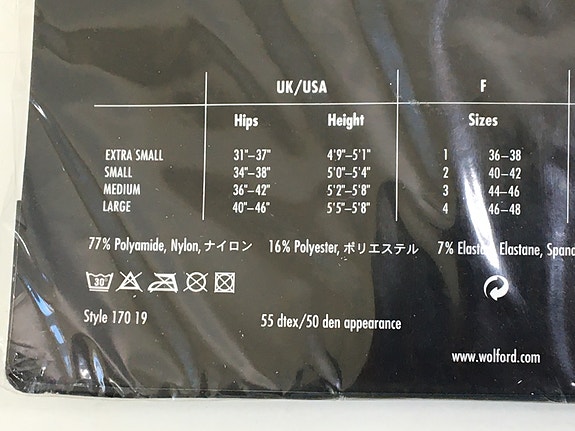 UK/USA F
Hips Height Sizes
EXTRA SMALL 31"–37" 4'9"–5'1" 1 36–38
SMALL 34"–38" 5'0"–5'4" 2 40–42
MEDIUM 36"–42" 5'2"–5'8" 3 44–46
LARGE 40"–46" 5'5"–5'8" 4 46–48
77% Polyamide, Nylon, ナイロン 16% Polyester, ポリエステル 7% Elastan, Elastane, Spand
30°
Style 170 19 55 dtex/50 den appearance
www.wolford.com